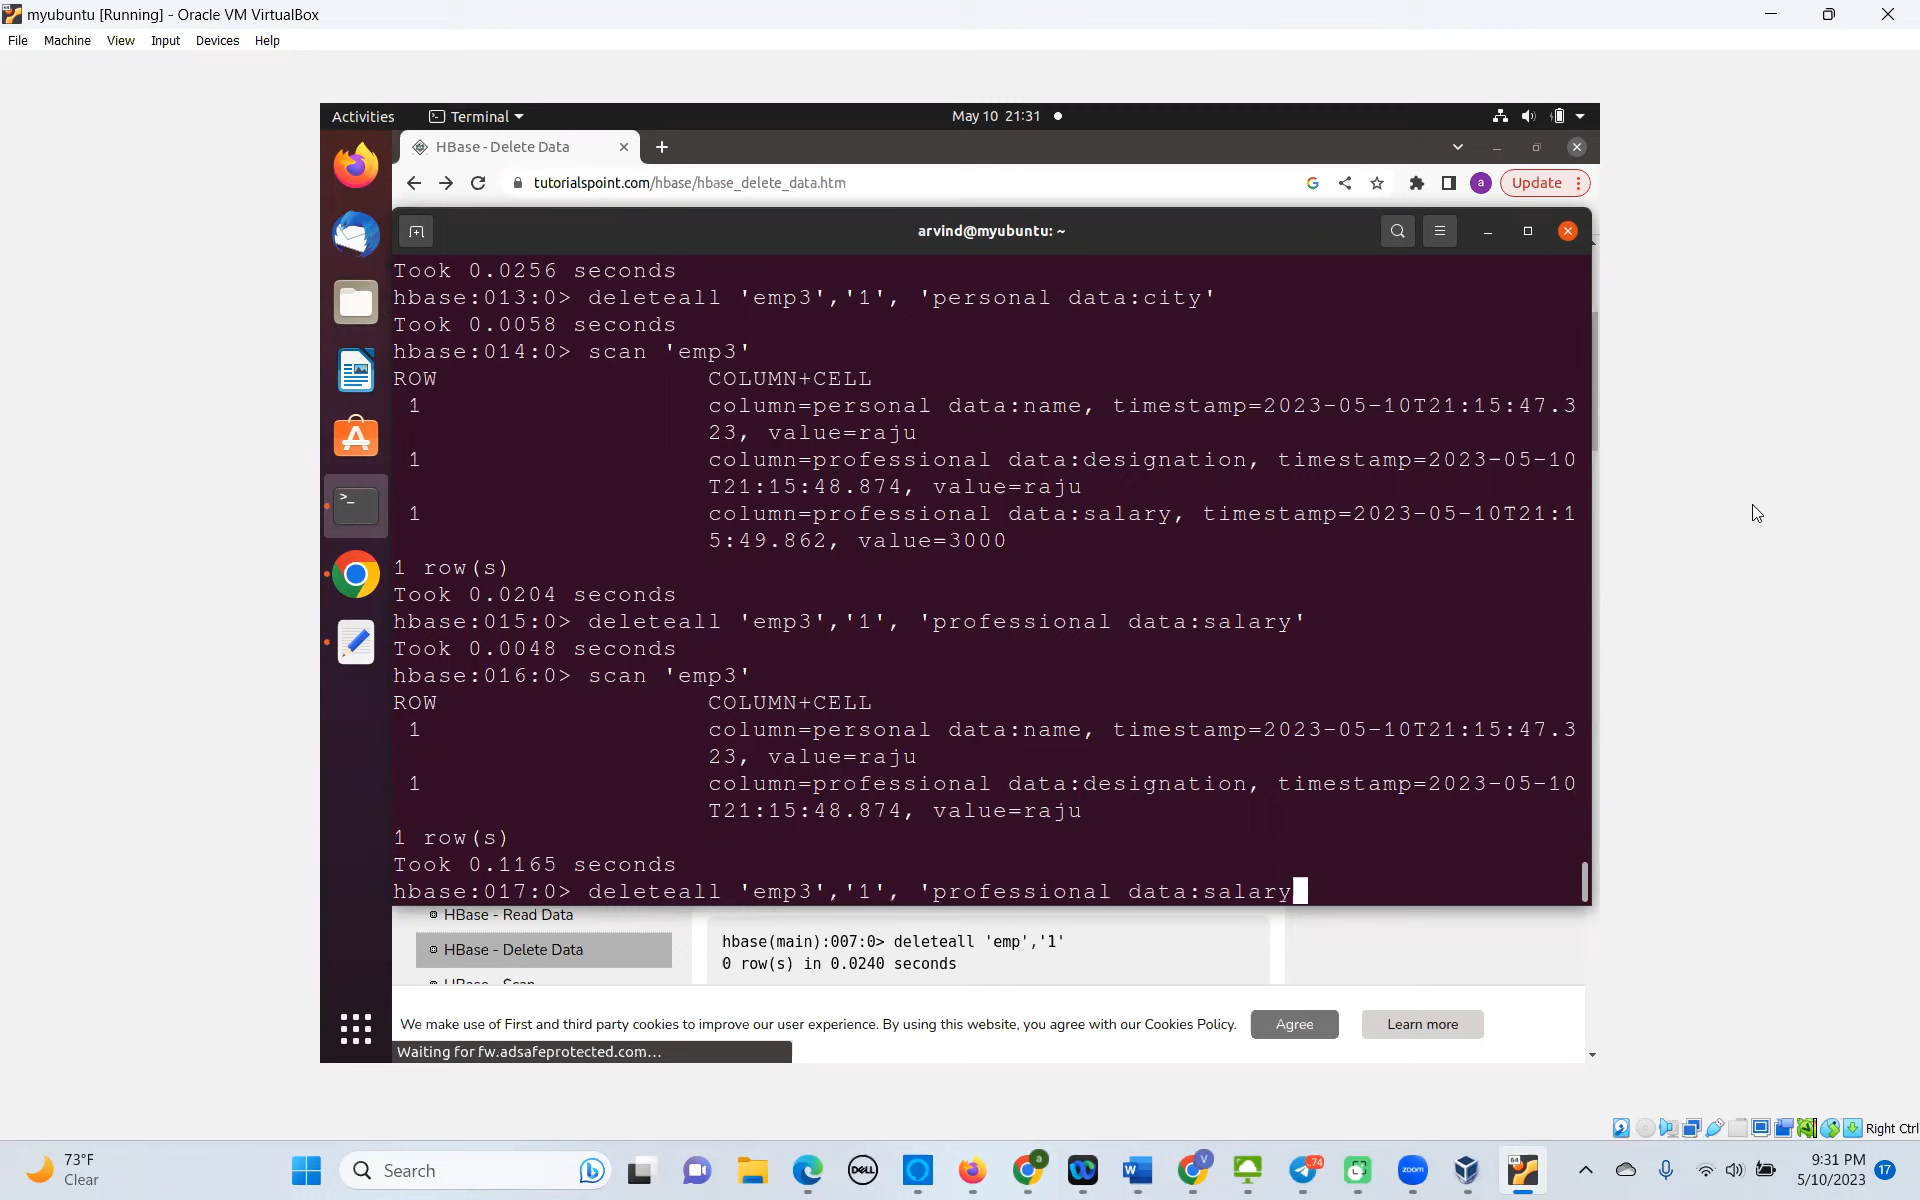 myubuntu [Running] - Oracle VM VirtualBox
File Machine View Input Devices Help
Activities Terminal May 10 21:31
HBase - Delete Data
tutorialspoint.com/hbase/hbase_delete_data.htm a Update
arvind@myubuntu: ~
Took 0.0256 seconds
hbase:013:0> deleteall 'emp3','1', 'personal data:city'
Took 0.0058 seconds
hbase:014:0> scan 'emp3'
ROW COLUMN+CELL
1 column=personal data:name, timestamp=2023-05-10T21:15:47.3
23, value=raju
1 column=professional data:designation, timestamp=2023-05-10
T21:15:48.874, value=raju
1 column=professional data:salary, timestamp=2023-05-10T21:1
5:49.862, value=3000
1 row(s)
Took 0.0204 seconds
hbase:015:0> deleteall 'emp3','1', 'professional data:salary'
Took 0.0048 seconds
hbase:016:0> scan 'emp3'
ROW COLUMN+CELL
1 column=personal data:name, timestamp=2023-05-10T21:15:47.3
23, value=raju
1 column=professional data:designation, timestamp=2023-05-10
T21:15:48.874, value=raju
1 row(s)
Took 0.1165 seconds
hbase:017:0> deleteall 'emp3','1', 'professional data:salary
HBase - Read Data
HBase - Delete Data
HBase - Scan
hbase(main):007:0> deleteall 'emp','1'
0 row(s) in 0.0240 seconds
We make use of First and third party cookies to improve our user experience. By using this website, you agree with our Cookies Policy. Agree Learn more
Waiting for fw.adsafeprotected.com...
Right Ctrl
73°F
Clear
Search
DELL
a
W
V
74
zoom
64
9:31 PM
5/10/2023
17